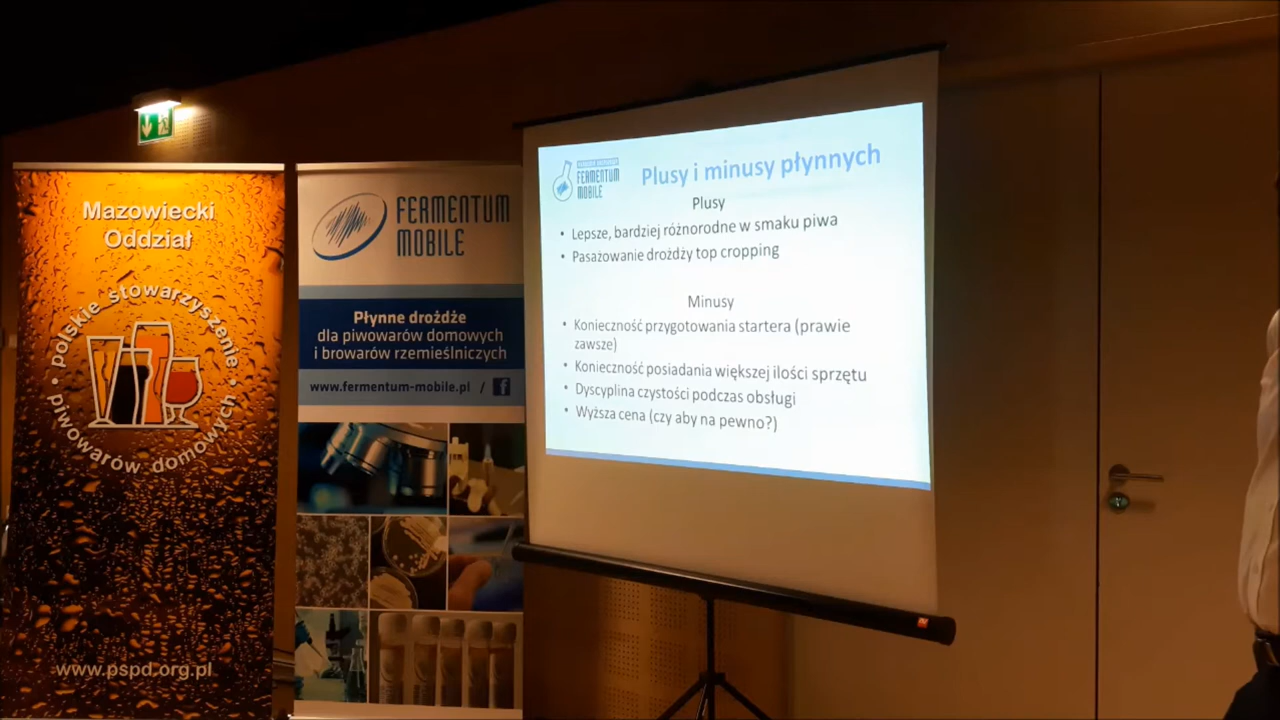 Mazowiecki
Oddział
polskie stowarzyszenie
piwowarów domowych
www.pspd.org.pl
FERMENTUM
MOBILE
Płynne drożdże
dla piwowarów domowych
i browarów rzemieślniczych
www.fermentum-mobile.pl / f
FERMENTUM
MOBILE
Plusy i minusy płynnych
Plusy
• Lepsze, bardziej różnorodne w smaku piwa
• Pasażowanie drożdży top cropping
Minusy
• Konieczność przygotowania startera (prawie
zawsze)
• Konieczność posiadania większej ilości sprzętu
• Dyscyplina czystości podczas obsługi
• Wyższa cena (czy aby na pewno?)